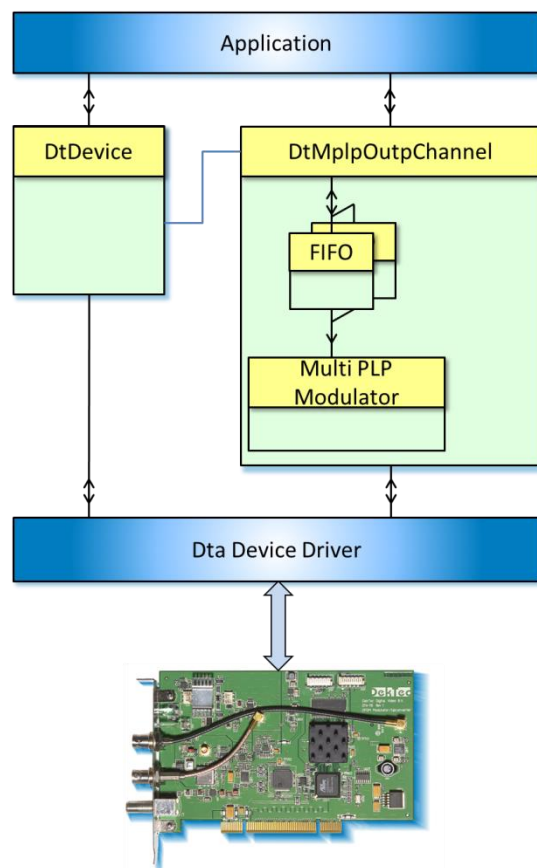 Application
DtDevice
DtMplpOutpChannel
FIFO
Multi PLP
Modulator
Dta Device Driver
DekTec